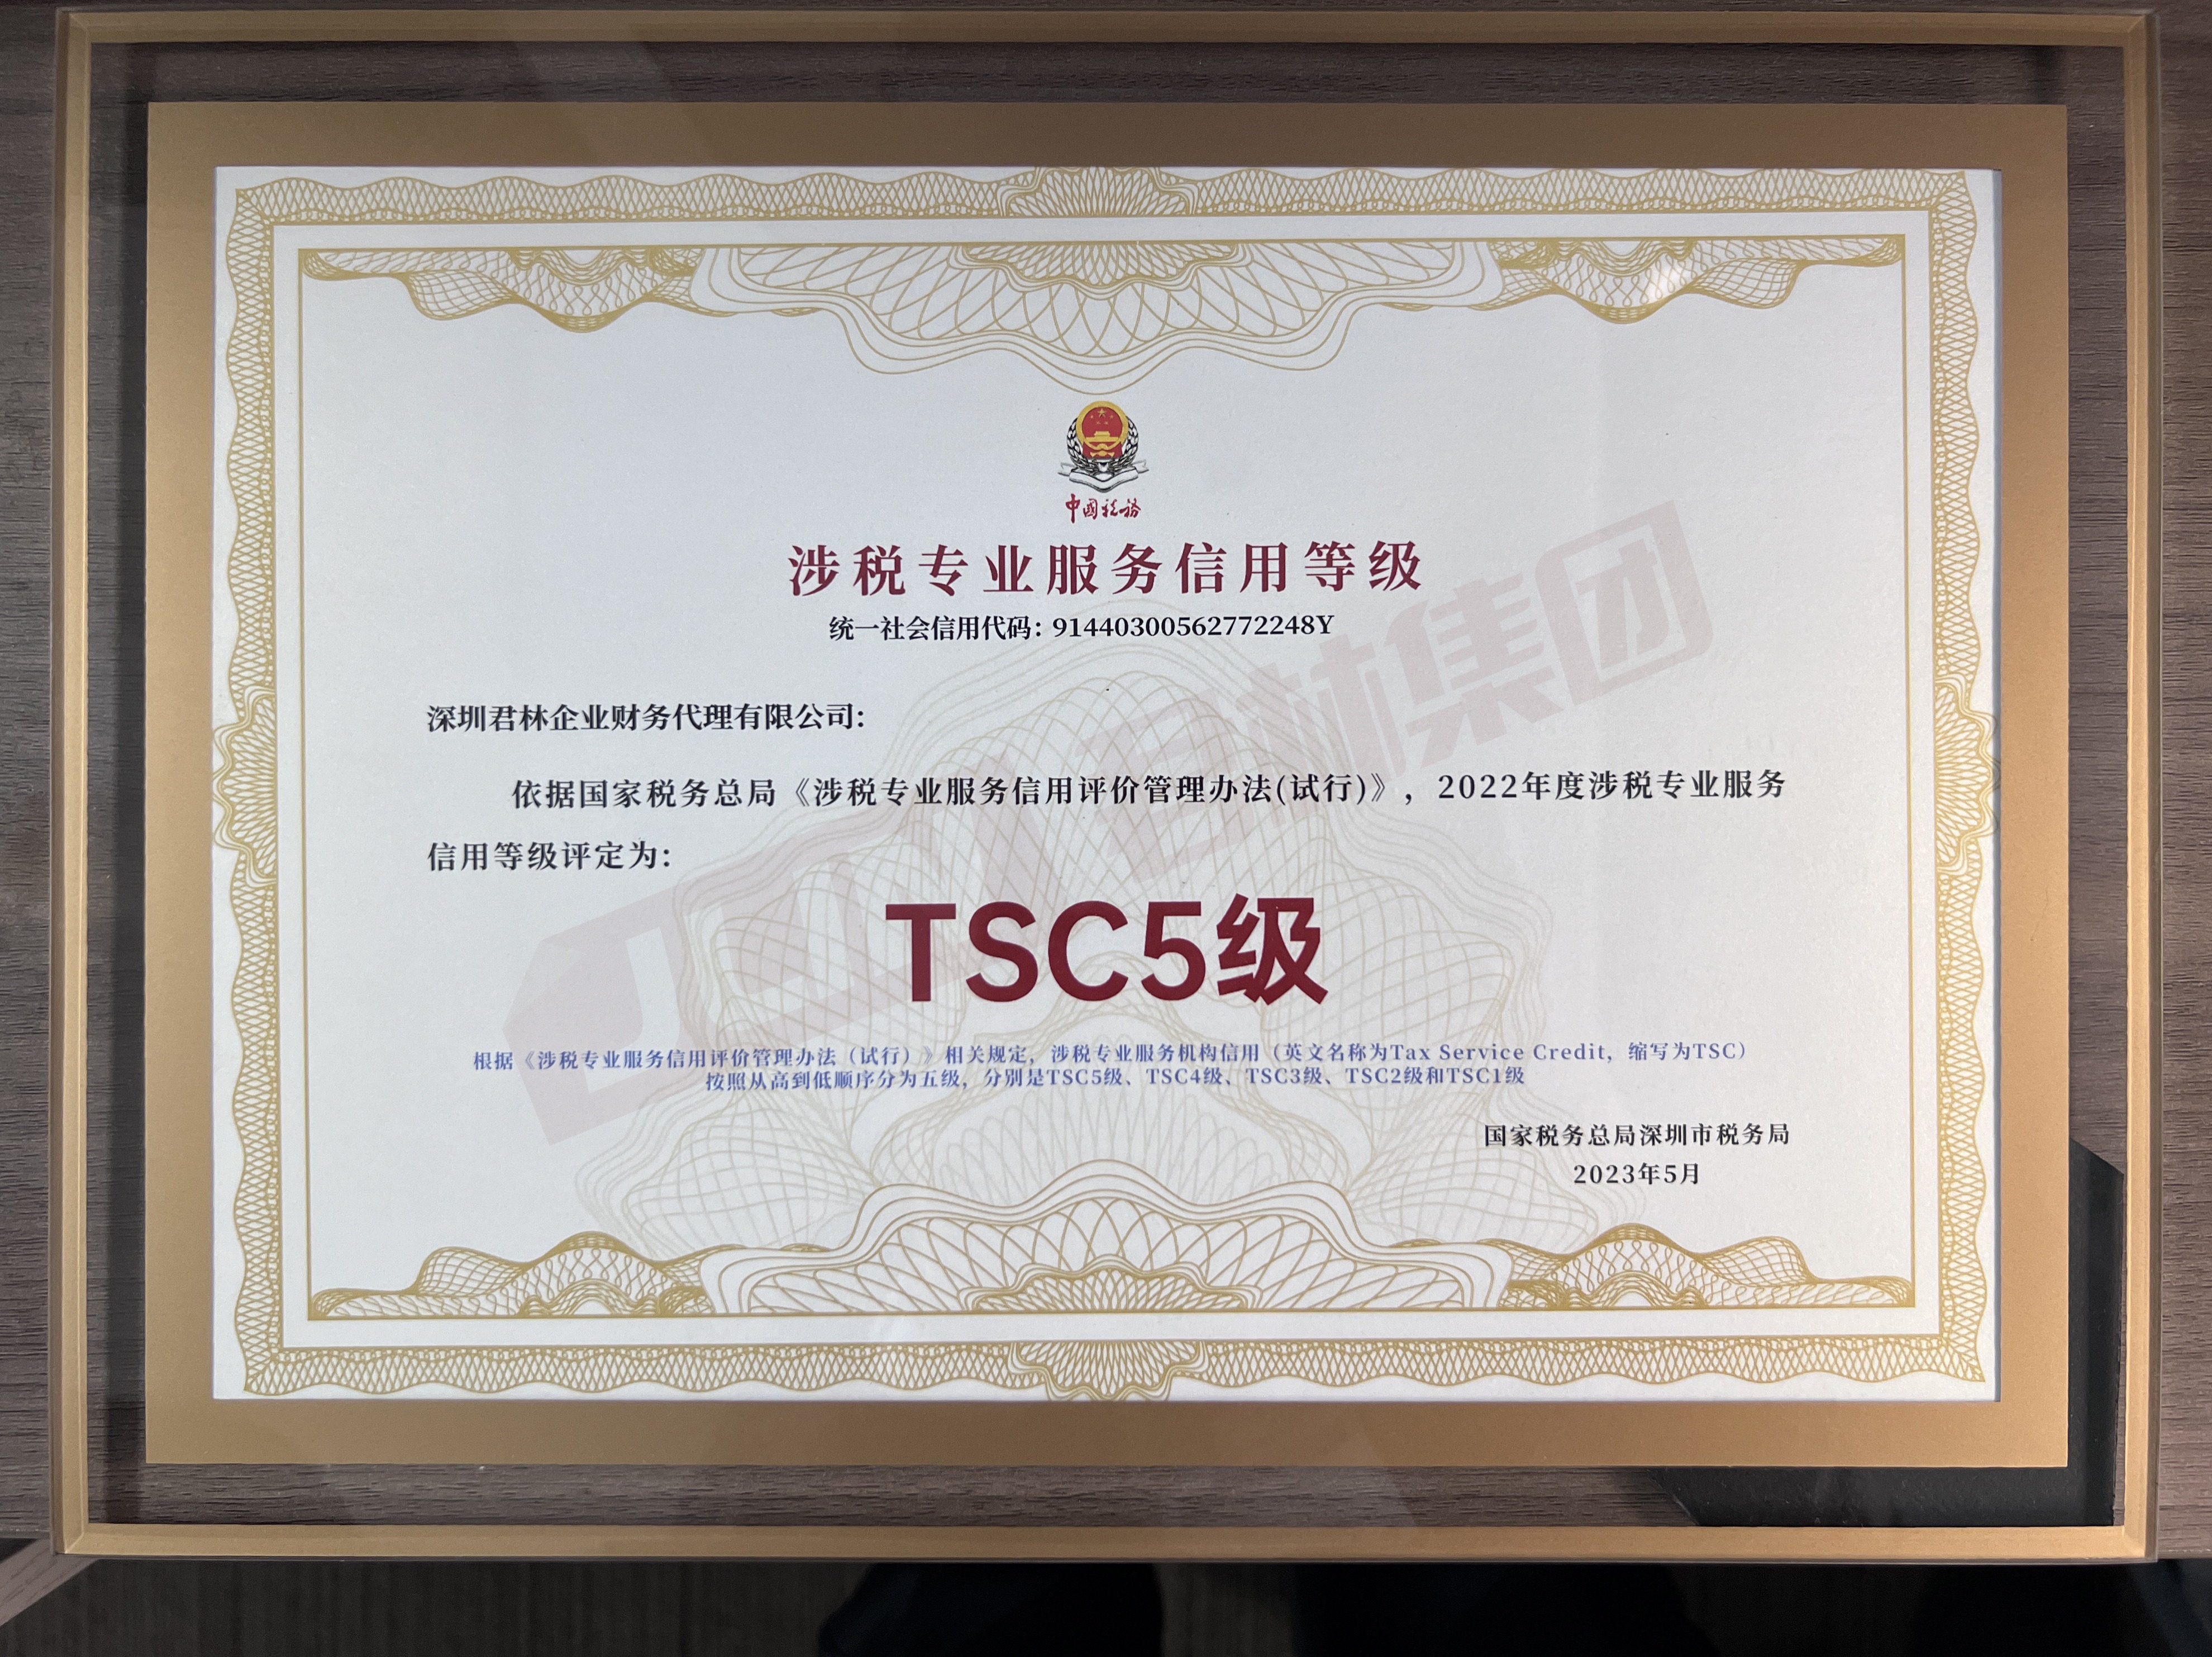 中国税务
涉税专业服务信用等级
统一社会信用代码：91440300562772248Y
深圳君林企业财务代理有限公司：
依据国家税务总局《涉税专业服务信用评价管理办法(试行)》，2022年度涉税专业服务
信用等级评定为：
TSC5级
根据《涉税专业服务信用评价管理办法（试行）》相关规定，涉税专业服务机构信用（英文名称为Tax Service Credit，缩写为TSC）
按照从高到低顺序分为五级，分别是TSC5级、TSC4级、TSC3级、TSC2级和TSC1级
国家税务总局深圳市税务局
2023年5月
君林集团